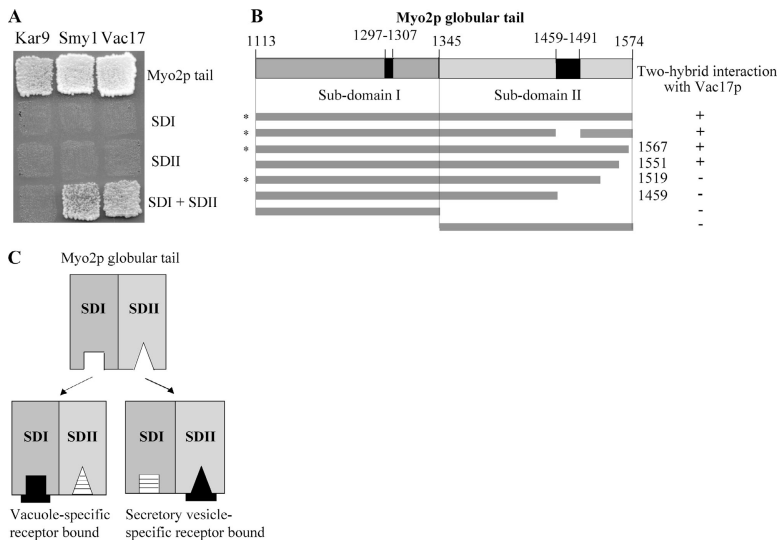 A
Kar9 Smy1 Vac17
Myo2p tail
SDI
SDII
SDI + SDII
B
Myo2p globular tail
1113 1297-1307 1345 1459-1491 1574
Sub-domain I Sub-domain II
Two-hybrid interaction
with Vac17p
* +
* +
* 1567 +
1551 +
* 1519 -
1459 -
-
-
C
Myo2p globular tail
SDI SDII
SDI SDII
SDI SDII
Vacuole-specific
receptor bound
Secretory vesicle-
specific receptor bound